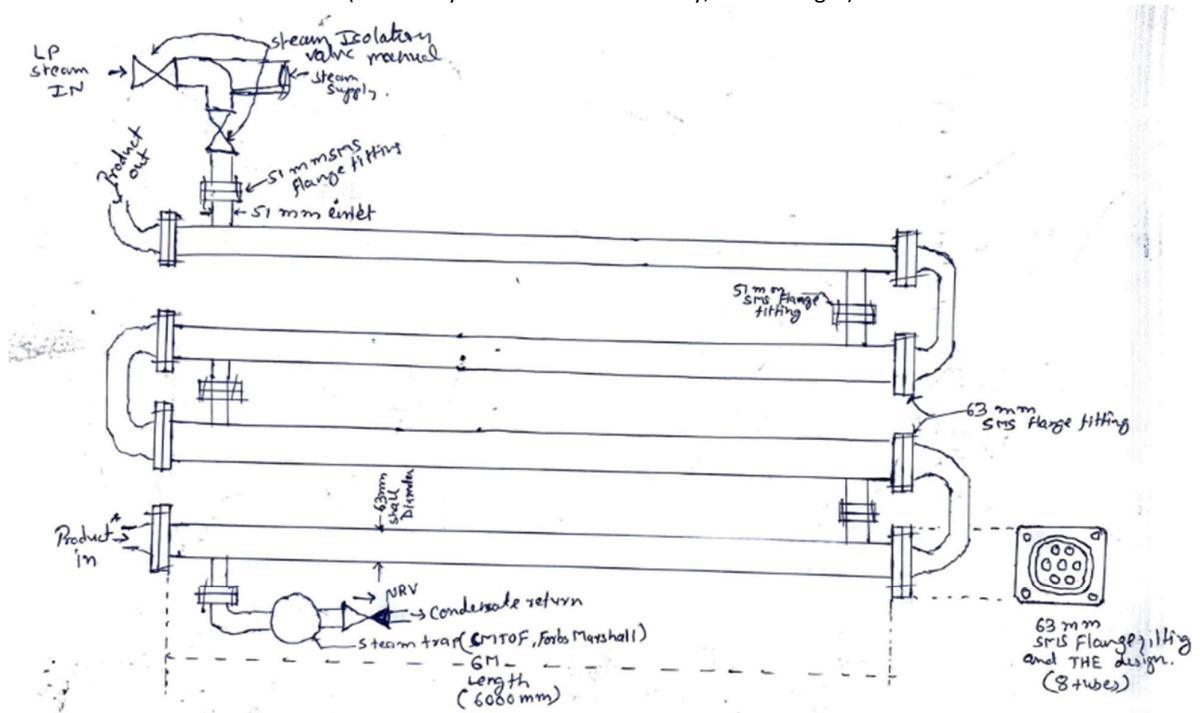 LP
steam
IN
steam Isolation
valve manual
steam
supply.
Product
out
51 mm SMS
flange fitting
51 mm inlet
51 mm
SMS flange
fitting
63 mm
SMS flange fitting
63mm
shell
Diameter
Product
in
NRV
Condensate return
steam trap (SMTOF, Forbs Marshall)
6M
Length
(6000mm)
63 mm
SMS flange fitting
and THE design.
(8 tubes)